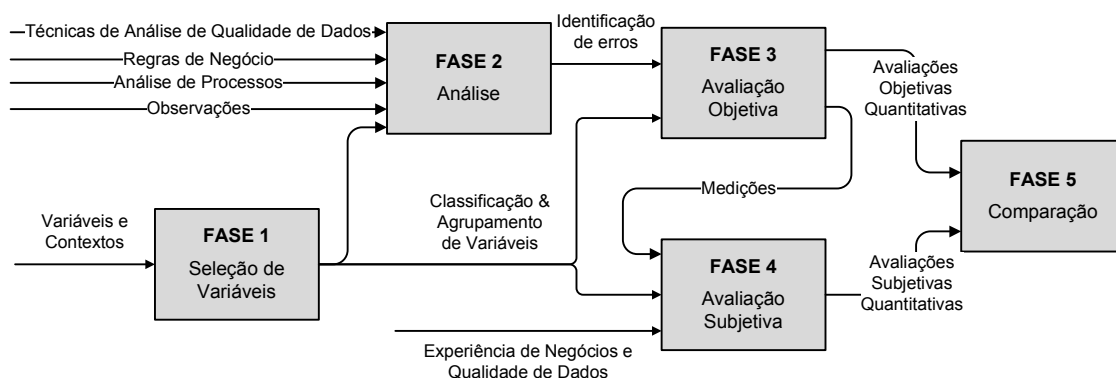 Técnicas de Análise de Qualidade de Dados
Regras de Negócio
Análise de Processos
Observações
FASE 2
Análise
Identificação
de erros
FASE 3
Avaliação
Objetiva
Avaliações
Objetivas
Quantitativas
Variáveis e
Contextos
FASE 1
Seleção de
Variáveis
Classificação &
Agrupamento
de Variáveis
Medições
FASE 4
Avaliação
Subjetiva
Avaliações
Subjetivas
Quantitativas
FASE 5
Comparação
Experiência de Negócios e
Qualidade de Dados